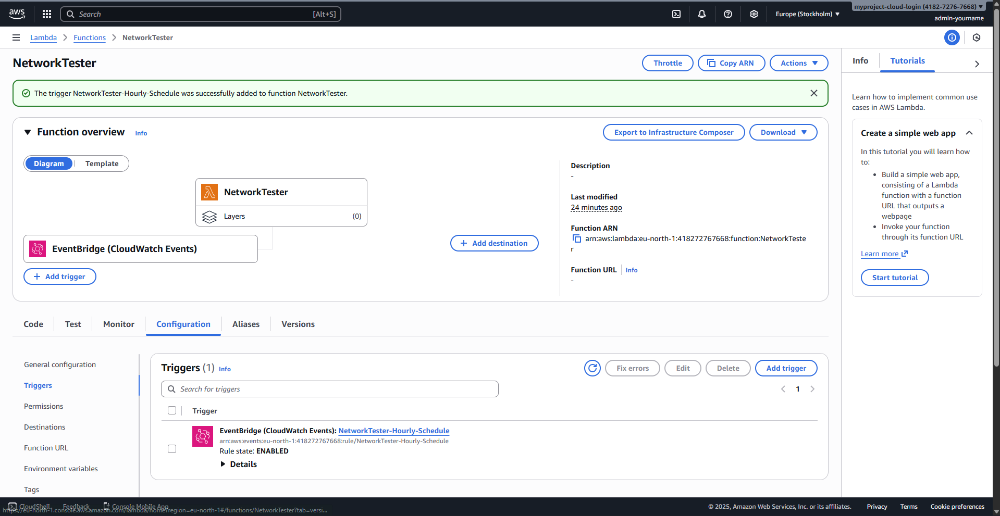 aws
Search [Alt+S]
Europe (Stockholm)
myproject-cloud-login (4182-7276-7668)
admin-yourname
Lambda Functions NetworkTester
NetworkTester
Throttle Copy ARN Actions
The trigger NetworkTester-Hourly-Schedule was successfully added to function NetworkTester.
Function overview Info
Export to Infrastructure Composer Download
Diagram Template
NetworkTester
Layers (0)
EventBridge (CloudWatch Events)
+ Add trigger
+ Add destination
Description
-
Last modified
24 minutes ago
Function ARN
arn:aws:lambda:eu-north-1:418272767668:function:NetworkTeste
r
Function URL Info
-
Code Test Monitor Configuration Aliases Versions
General configuration
Triggers
Permissions
Destinations
Function URL
Environment variables
Tags
Triggers (1) Info
Fix errors Edit Delete Add trigger
Search for triggers
1
Trigger
EventBridge (CloudWatch Events): NetworkTester-Hourly-Schedule
arn:aws:events:eu-north-1:418272767668:rule/NetworkTester-Hourly-Schedule
Rule state: ENABLED
Details
Info Tutorials
Learn how to implement common use
cases in AWS Lambda.
Create a simple web app
In this tutorial you will learn how
to:
• Build a simple web app,
consisting of a Lambda
function with a function
URL that outputs a
webpage
• Invoke your function
through its function URL
Learn more
Start tutorial
CloudShell Feedback Console Mobile App
https://eu-north-1.console.aws.amazon.com/lambda/home?region=eu-north-1#/functions/NetworkTester?tab=versi...
© 2025, Amazon Web Services, Inc. or its affiliates. Privacy Terms Cookie preferences